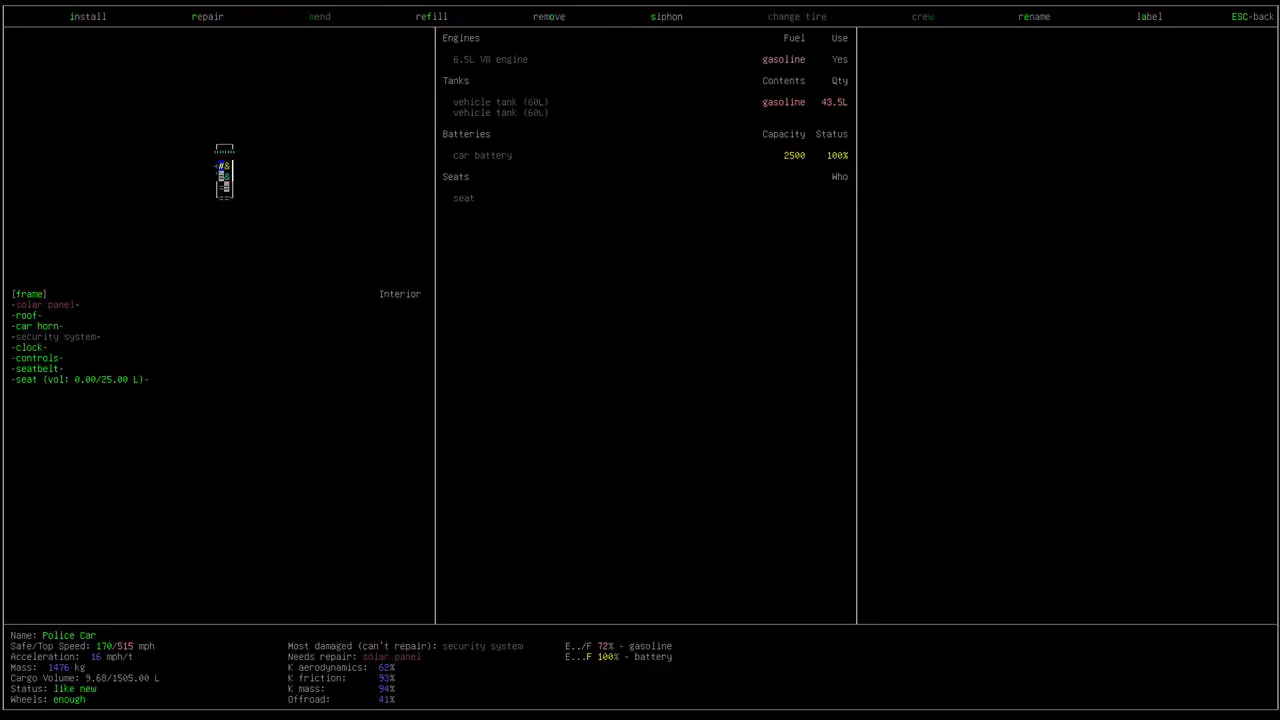 install repair mend refill remove siphon change tire crew rename label ESC-back
Engines Fuel Use
6.5L V8 engine gasoline Yes
Tanks Contents Qty
vehicle tank (60L) gasoline 43.5L
vehicle tank (60L)
Batteries Capacity Status
car battery 2500 100%
Seats Who
seat
[frame] Interior
-solar panel-
-roof-
-car horn-
-security system-
-clock-
-controls-
-seatbelt-
-seat (vol: 0.00/25.00 L)-
Name: Police Car
Safe/Top Speed: 170/515 mph Most damaged (can't repair): security system E../F 72% - gasoline
Acceleration: 16 mph/t Needs repair: solar panel E...F 100% - battery
Mass: 1476 kg K aerodynamics: 62%
Cargo Volume: 9.68/1505.00 L K friction: 93%
Status: like new K mass: 94%
Wheels: enough Offroad: 41%